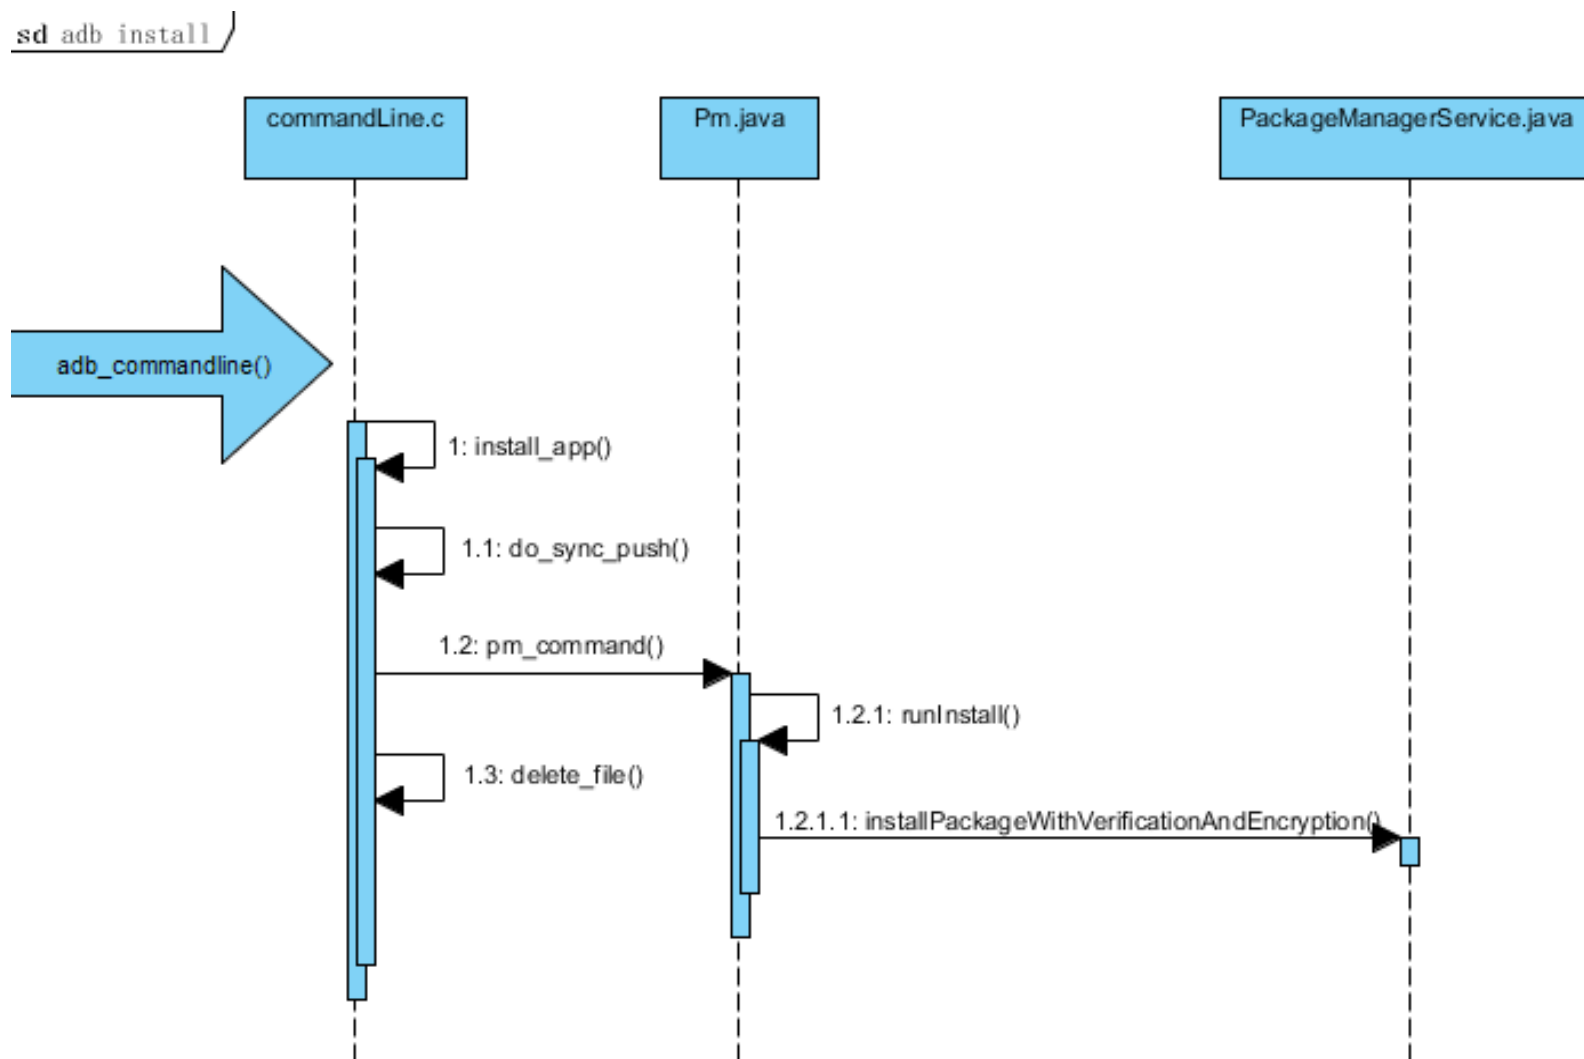 sd adb install
commandLine.c
Pm.java
PackageManagerService.java
adb_commandline()
1: install_app()
1.1: do_sync_push()
1.2: pm_command()
1.2.1: runInstall()
1.3: delete_file()
1.2.1.1: installPackageWithVerificationAndEncryption()